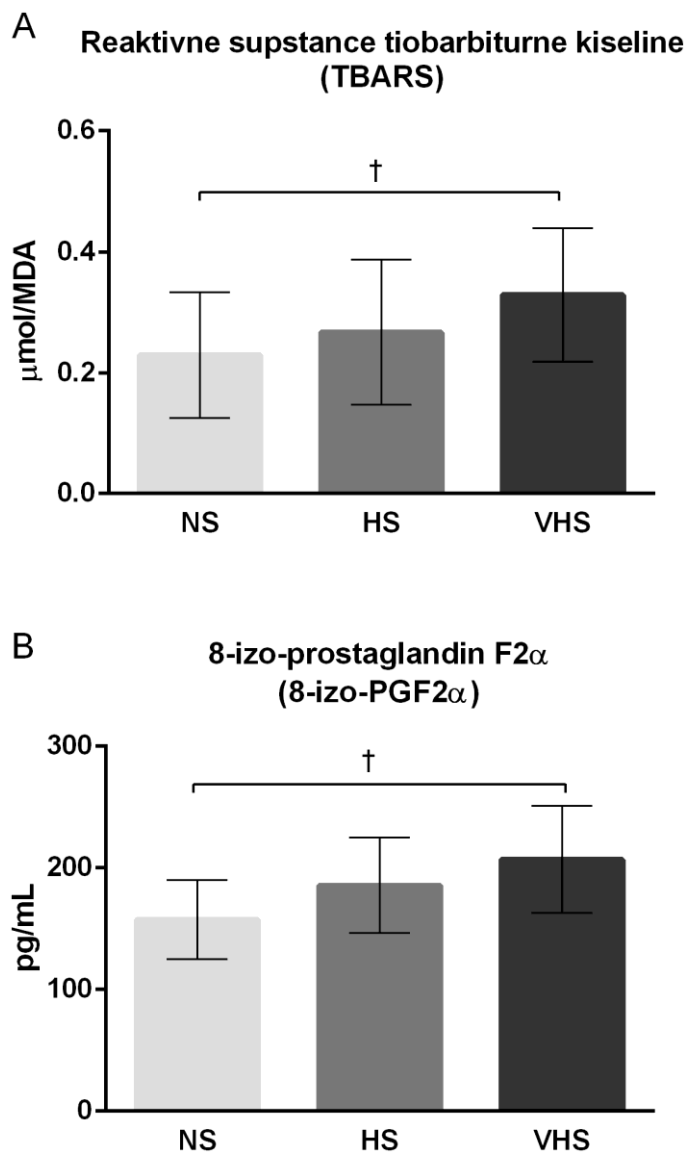 A
Reaktivne supstance tiobarbiturne kiseline
(TBARS)
0.6
†
0.4
μmol/MDA
0.2
0.0
NS HS VHS
B
8-izo-prostaglandin F2α
(8-izo-PGF2α)
300
†
200
pg/mL
100
0
NS HS VHS